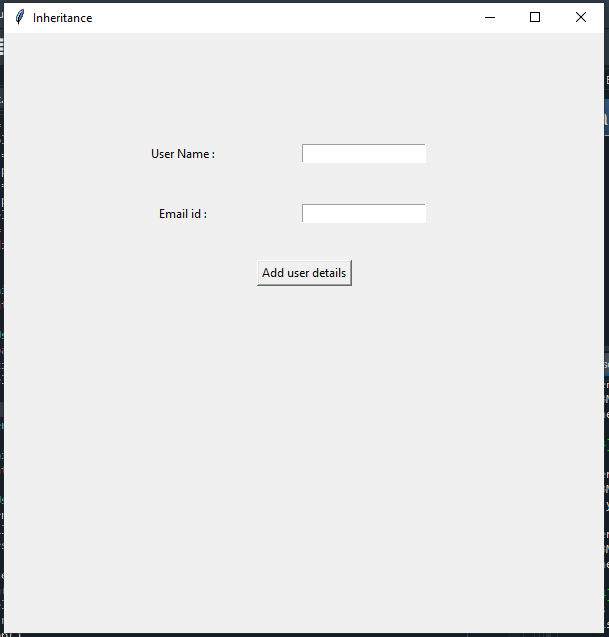 Inheritance
User Name :
Email id :
Add user details